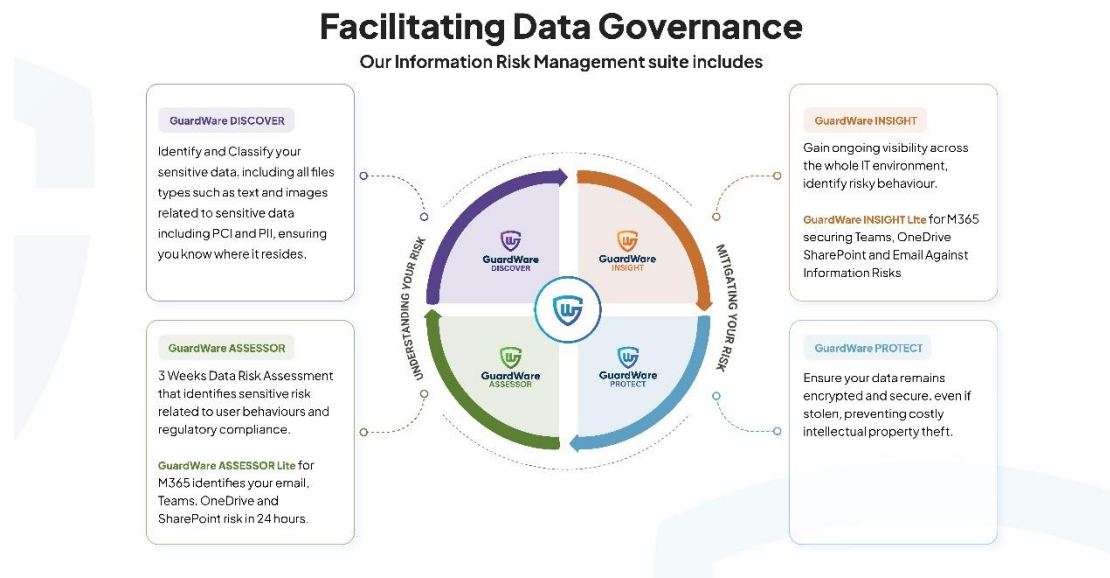 Facilitating Data Governance
Our Information Risk Management suite includes
GuardWare DISCOVER
Identify and Classify your
sensitive data, including all files
types such as text and images
related to sensitive data
including PCI and PII, ensuring
you know where it resides.
GuardWare ASSESSOR
3 Weeks Data Risk Assessment
that identifies sensitive risk
related to user behaviours and
regulatory compliance.
GuardWare ASSESSOR Lite for
M365 identifies your email,
Teams, OneDrive and
SharePoint risk in 24 hours.
UNDERSTANDING YOUR RISK
GuardWare
DISCOVER
GuardWare
INSIGHT
GuardWare
ASSESSOR
GuardWare
PROTECT
MITIGATING YOUR RISK
GuardWare INSIGHT
Gain ongoing visibility across
the whole IT environment,
identify risky behaviour.
GuardWare INSIGHT Lite for M365
securing Teams, OneDrive
SharePoint and Email Against
Information Risks
GuardWare PROTECT
Ensure your data remains
encrypted and secure, even if
stolen, preventing costly
intellectual property theft.